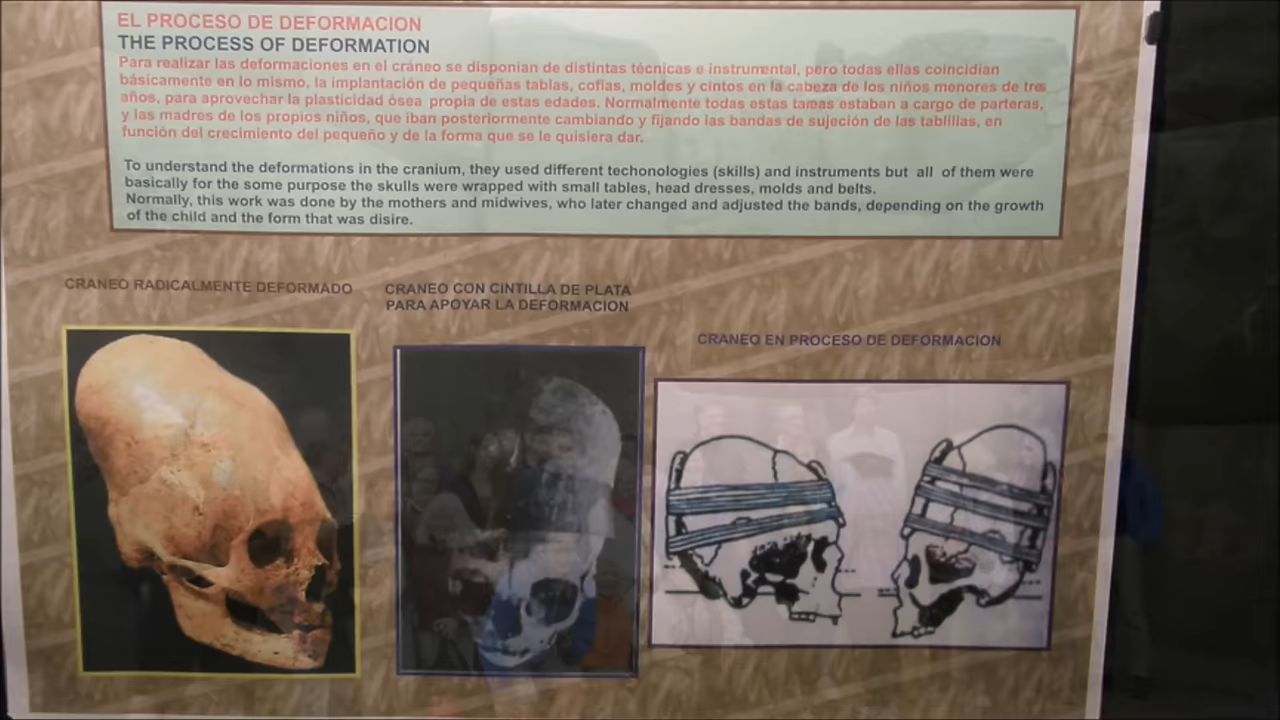 EL PROCESO DE DEFORMACION
THE PROCESS OF DEFORMATION
Para realizar las deformaciones en el cráneo se disponian de distintas técnicas e instrumental, pero todas ellas coincidian
básicamente en lo mismo, la implantación de pequeñas tablas, cofias, moldes y cintos en la cabeza de los niños menores de tres
años, para aprovechar la plasticidad ósea propia de estas edades. Normalmente todas estas tareas estaban a cargo de parteras,
y las madres de los propios niños, que iban posteriormente cambiando y fijando las bandas de sujeción de las tablillas, en
función del crecimiento del pequeño y de la forma que se le quisiera dar.
To understand the deformations in the cranium, they used different techonologies (skills) and instruments but all of them were
basically for the some purpose the skulls were wrapped with small tables, head dresses, molds and belts.
Normally, this work was done by the mothers and midwives, who later changed and adjusted the bands, depending on the growth
of the child and the form that was disire.
CRANEO RADICALMENTE DEFORMADO
CRANEO CON CINTILLA DE PLATA
PARA APOYAR LA DEFORMACION
CRANEO EN PROCESO DE DEFORMACION